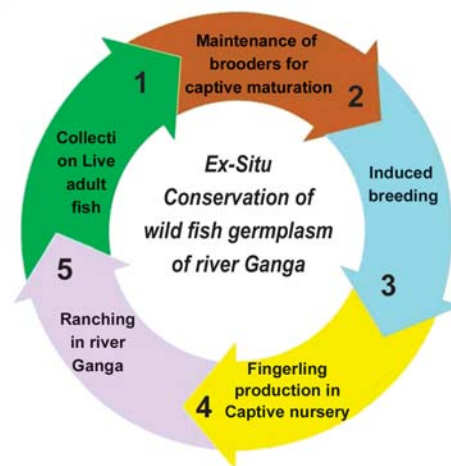 1
Collecti
on Live
adult
fish
Maintenance of
brooders for
captive maturation
2
Induced
breeding
3
Fingerling
production in
Captive nursery
4
Ranching
in river
Ganga
5
Ex-Situ
Conservation of
wild fish germplasm
of river Ganga